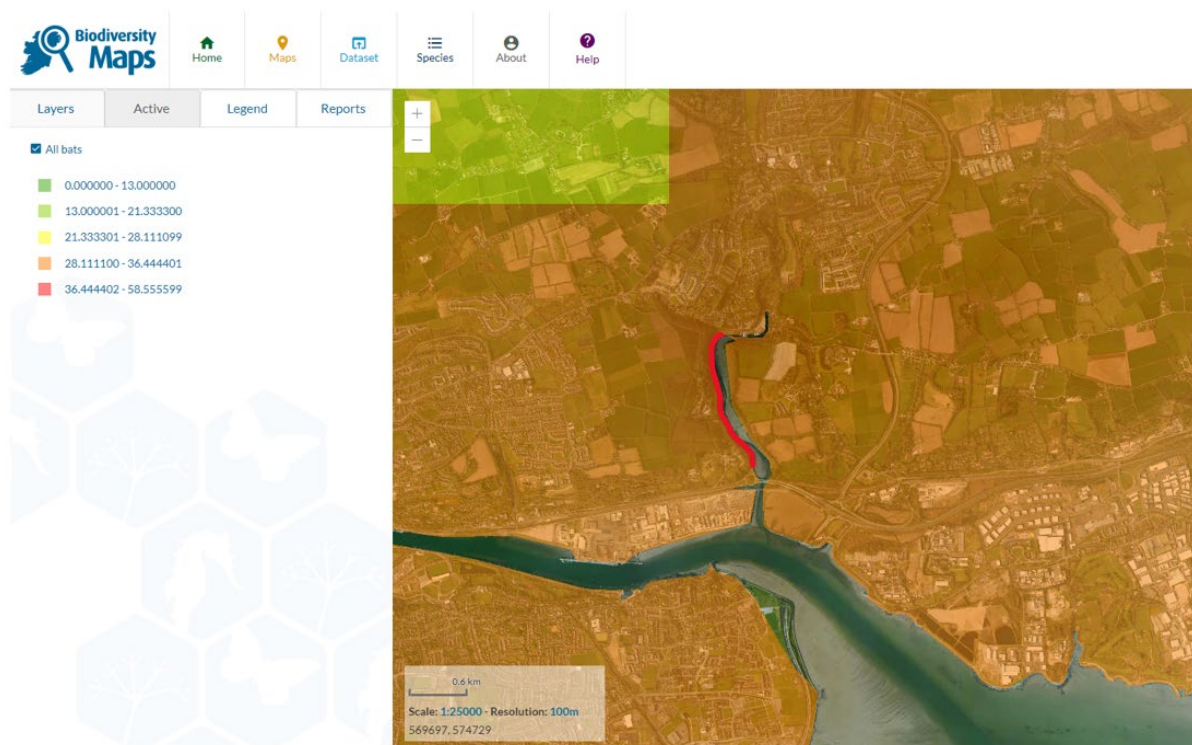 Biodiversity
Maps
Home
Maps
Dataset
Species
About
Help
Layers
Active
Legend
Reports
All bats
0.000000 - 13.000000
13.000001 - 21.333300
21.333301 - 28.111099
28.111100 - 36.444401
36.444402 - 58.555599
+
−
0.6 km
Scale: 1:25000 - Resolution: 100m
569697, 574729